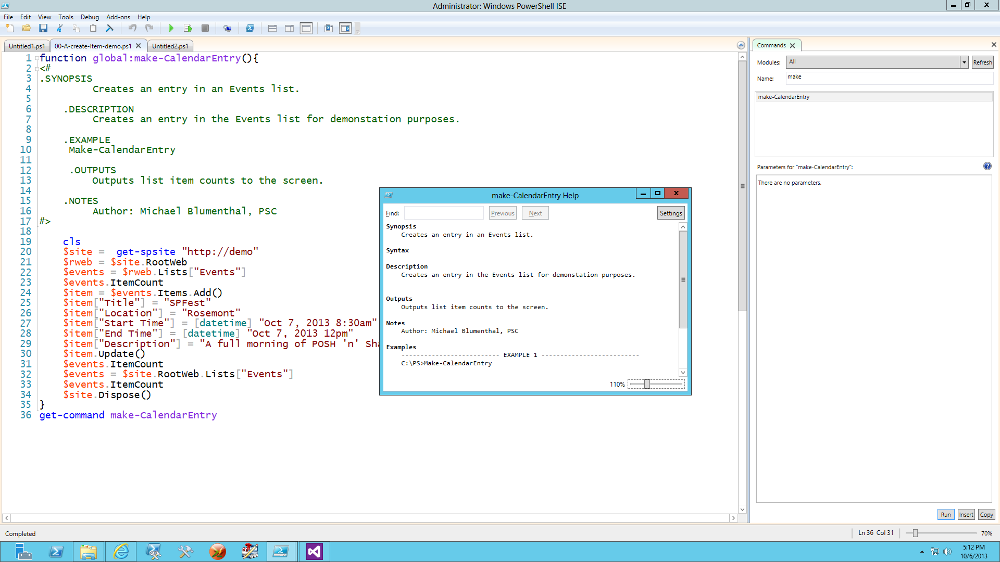 Administrator: Windows PowerShell ISE
File Edit View Tools Debug Add-ons Help
Untitled1.ps1 00-A-create-Item-demo.ps1 Untitled2.ps1
1 function global:make-CalendarEntry(){
2 <#
3 .SYNOPSIS
4 Creates an entry in an Events list.
5
6 .DESCRIPTION
7 Creates an entry in the Events list for demonstation purposes.
8
9 .EXAMPLE
10 Make-CalendarEntry
11
12 .OUTPUTS
13 Outputs list item counts to the screen.
14
15 .NOTES
16 Author: Michael Blumenthal, PSC
17 #>
18
19 cls
20 $site =  get-spsite "http://demo"
21 $rweb = $site.RootWeb
22 $events = $rweb.Lists["Events"]
23 $events.ItemCount
24 $item = $events.Items.Add()
25 $item["Title"] = "SPFest"
26 $item["Location"] = "Rosemont"
27 $item["Start Time"] = [datetime] "Oct 7, 2013 8:30am"
28 $item["End Time"] = [datetime] "Oct 7, 2013 12pm"
29 $item["Description"] = "A full morning of POSH 'n' Sha
30 $item.Update()
31 $events.ItemCount
32 $events = $site.RootWeb.Lists["Events"]
33 $events.ItemCount
34 $site.Dispose()
35 }
36 get-command make-CalendarEntry
make-CalendarEntry Help
Find: Previous Next Settings
Synopsis
Creates an entry in an Events list.
Syntax
Description
Creates an entry in the Events list for demonstation purposes.
Outputs
Outputs list item counts to the screen.
Notes
Author: Michael Blumenthal, PSC
Examples
-------------------------- EXAMPLE 1 --------------------------
C:\PS>Make-CalendarEntry
110%
Commands
Modules: All Refresh
Name: make
make-CalendarEntry
Parameters for "make-CalendarEntry":
There are no parameters.
Run Insert Copy
Completed Ln 36 Col 31 70%
5:12 PM
10/6/2013